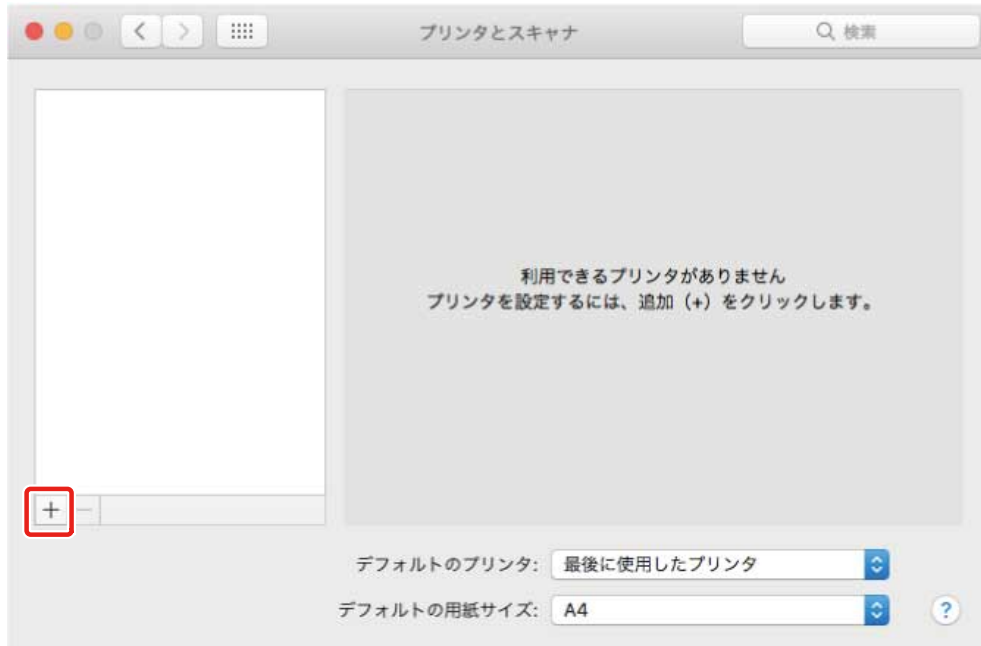 プリンタとスキャナ
検索
利用できるプリンタがありません
プリンタを設定するには、追加（+）をクリックします。
+ −
デフォルトのプリンタ: 最後に使用したプリンタ
デフォルトの用紙サイズ: A4
?